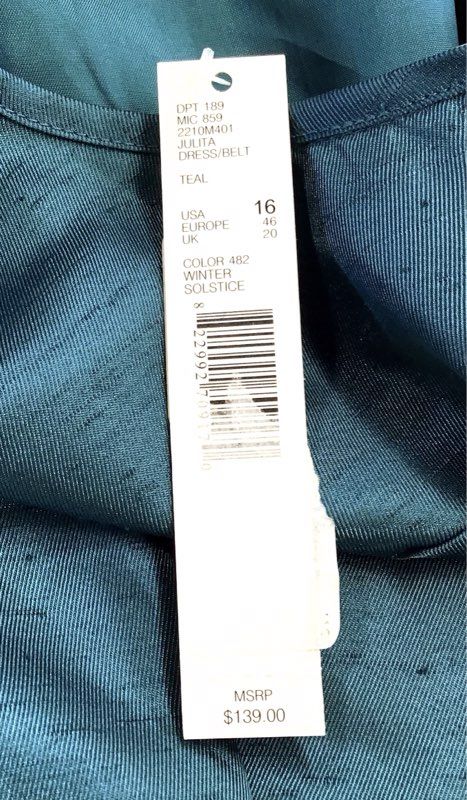 DPT 189
MIC 859
2210M401
JULITA
DRESS/BELT
TEAL
USA 16
EUROPE 46
UK 20
COLOR 482
WINTER
SOLSTICE
MSRP
$139.00